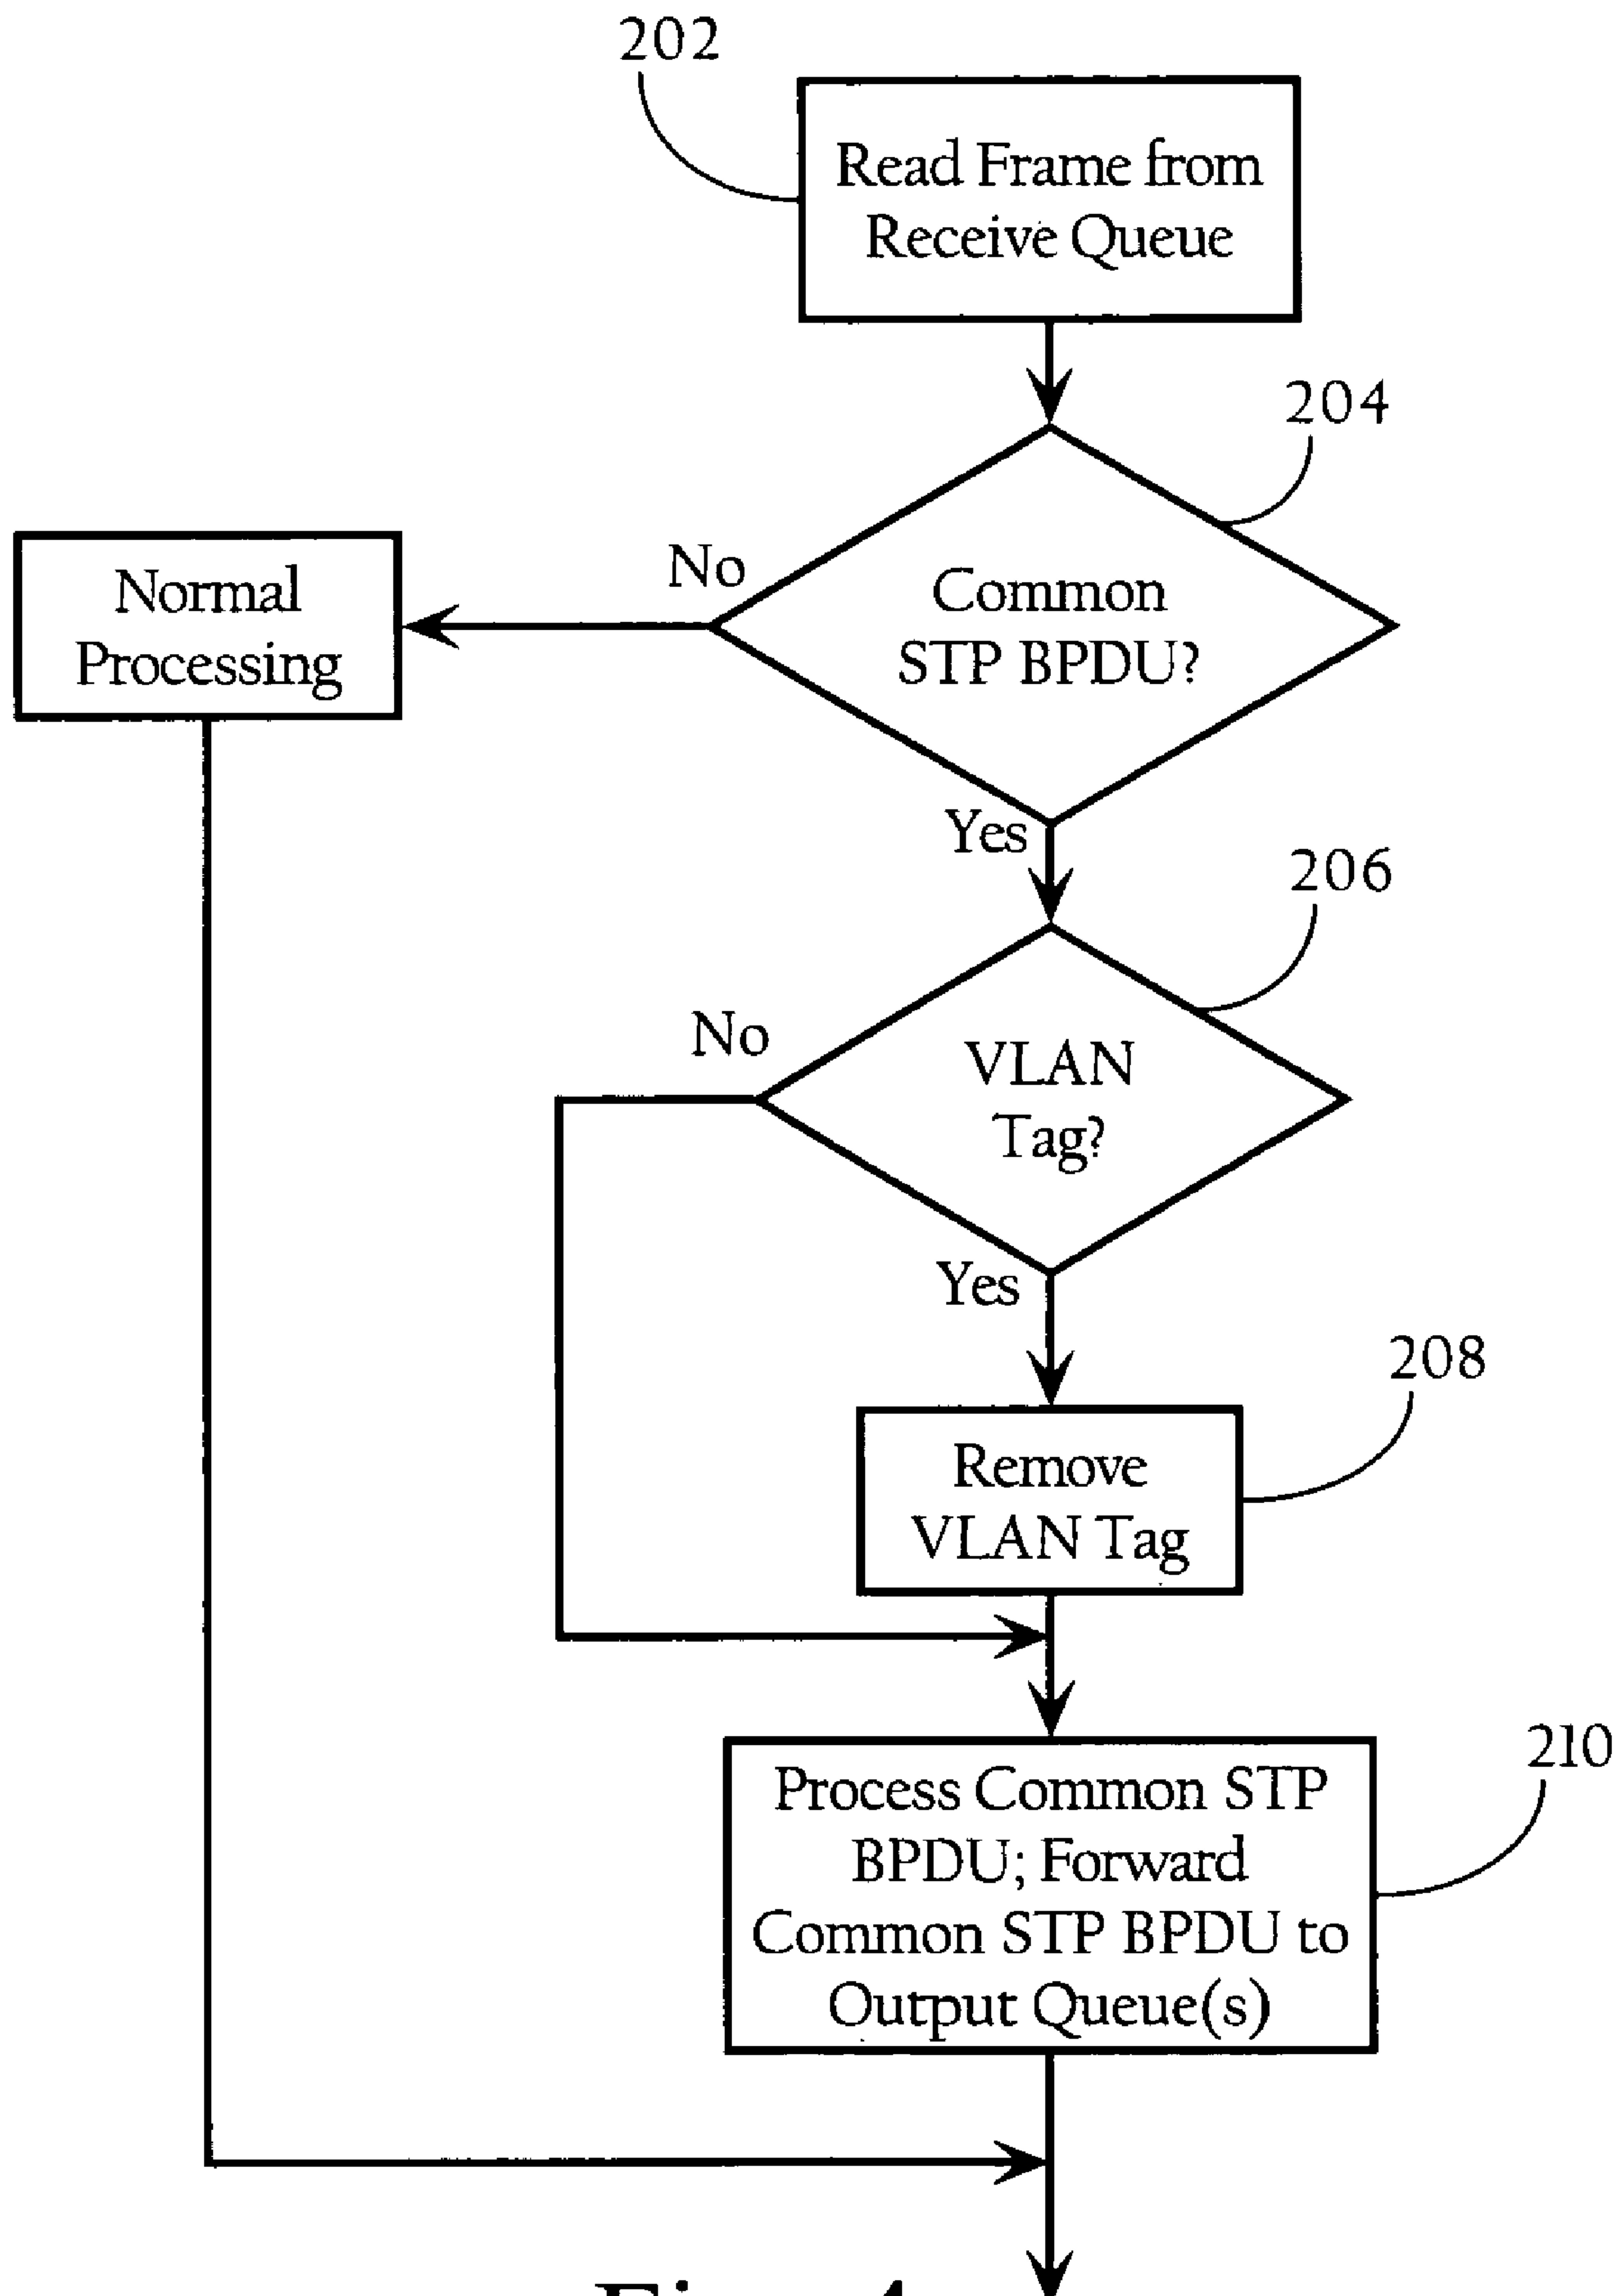 202
Read Frame from
Receive Queue
204
No
Common
STP BPDU?
Normal
Processing
Yes
206
No
VLAN
Tag?
Yes
208
Remove
VLAN Tag
210
Process Common STP
BPDU; Forward
Common STP BPDU to
Output Queue(s)